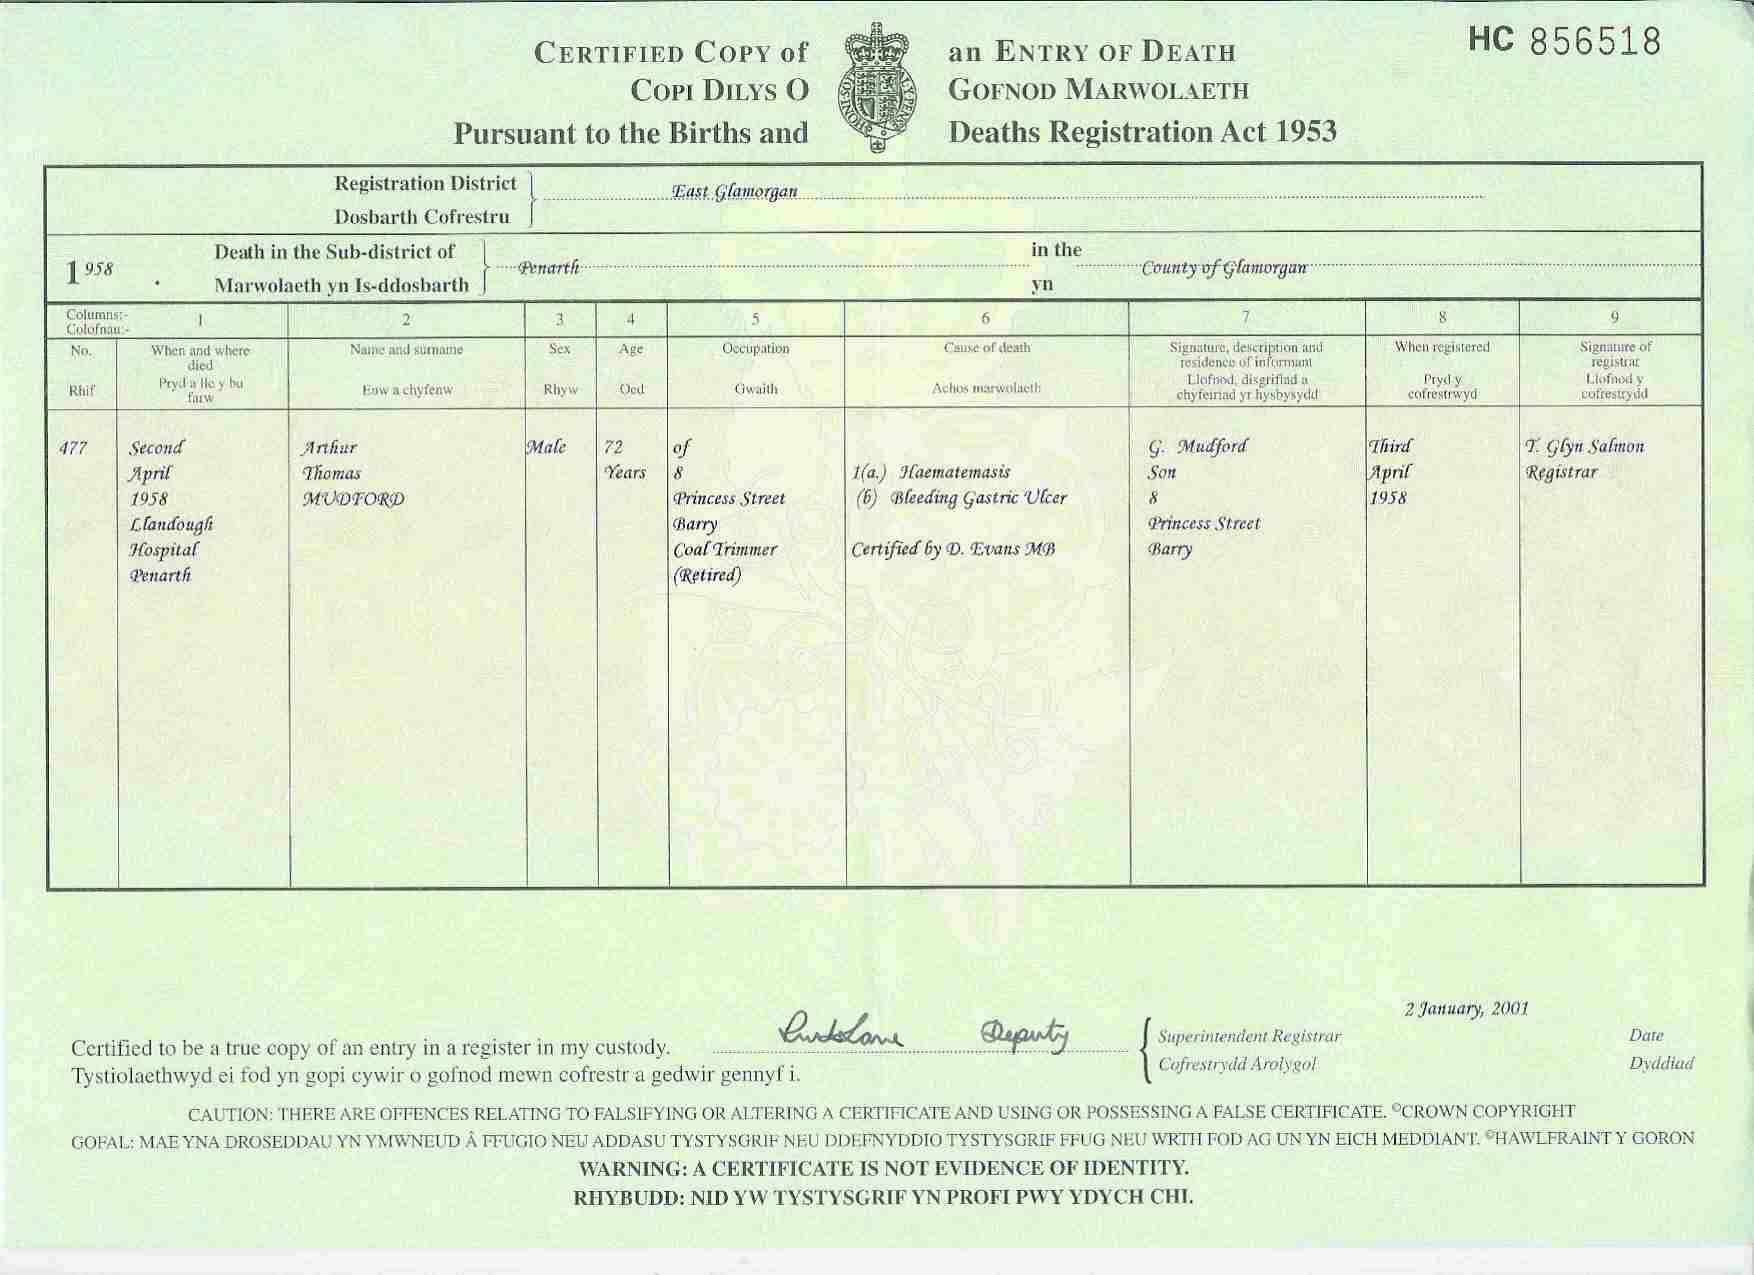 HC 856518
CERTIFIED COPY of an ENTRY OF DEATH
COPI DILYS O GOFNOD MARWOLAETH
Pursuant to the Births and Deaths Registration Act 1953
HONI SOIT
Registration District East Glamorgan
Dosbarth Cofrestru
1958 . Death in the Sub-district of Penarth in the County of Glamorgan
Marwolaeth yn Is-ddosbarth yn
Columns:- 1 2 3 4 5 6 7 8 9
Colofnau:-
No. When and where died Name and surname Sex Age Occupation Cause of death Signature, description and residence of informant When registered Signature of registrar
Rhif Pryd a lle y bu farw Enw a chyfenw Rhyw Oed Gwaith Achos marwolaeth Llofnod, disgrifiad a chyfeiriad yr hysbysydd Pryd y cofrestrwyd Llofnod y cofrestrydd
477 Second Arthur Male 72 of G. Mudford Third T. Glyn Salmon
April Thomas Years 8 1(a.) Haematemasis Son April Registrar
1958 MUDFORD Princess Street (b) Bleeding Gastric Ulcer 8 1958
Llandough Barry Princess Street
Hospital Coal Trimmer Certified by D. Evans MB Barry
Penarth (Retired)
2 January, 2001
Certified to be a true copy of an entry in a register in my custody. Deputy Superintendent Registrar Date
Tystiolaethwyd ei fod yn gopi cywir o gofnod mewn cofrestr a gedwir gennyf i. Cofrestrydd Arolygol Dyddiad
CAUTION: THERE ARE OFFENCES RELATING TO FALSIFYING OR ALTERING A CERTIFICATE AND USING OR POSSESSING A FALSE CERTIFICATE. ©CROWN COPYRIGHT
GOFAL: MAE YNA DROSEDDAU YN YMWNEUD Â FFUGIO NEU ADDASU TYSTYSGRIF NEU DDEFNYDDIO TYSTYSGRIF FFUG NEU WRTH FOD AG UN YN EICH MEDDIANT. ©HAWLFRAINT Y GORON
WARNING: A CERTIFICATE IS NOT EVIDENCE OF IDENTITY.
RHYBUDD: NID YW TYSTYSGRIF YN PROFI PWY YDYCH CHI.